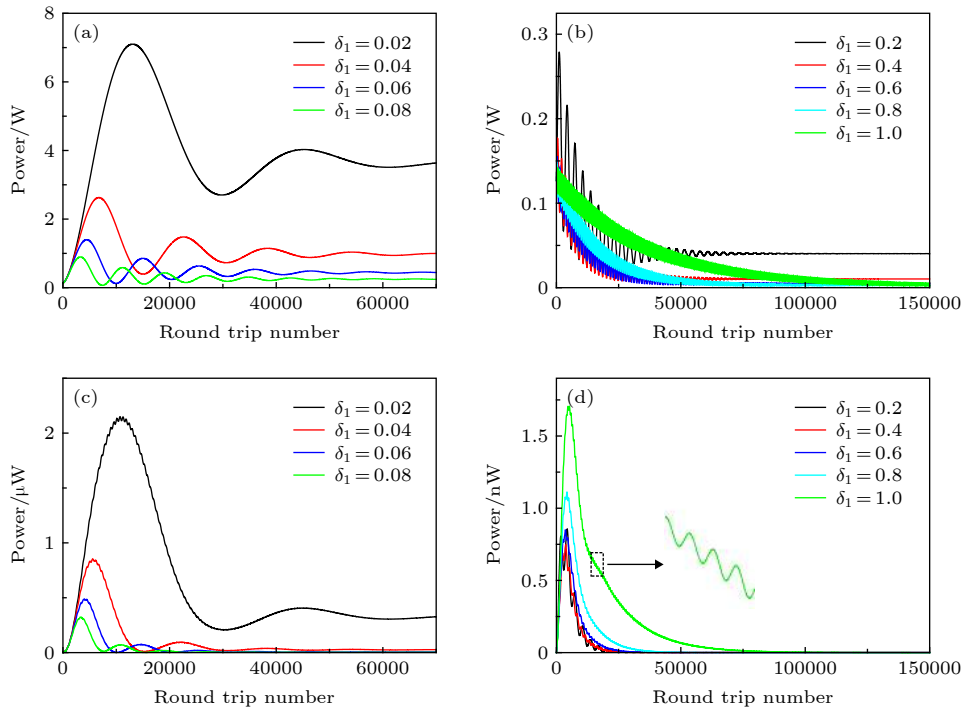 (a)
δ₁ = 0.02
δ₁ = 0.04
δ₁ = 0.06
δ₁ = 0.08
8
6
4
2
0
Power/W
0 20000 40000 60000
Round trip number
(b)
δ₁ = 0.2
δ₁ = 0.4
δ₁ = 0.6
δ₁ = 0.8
δ₁ = 1.0
0.3
0.2
0.1
0
Power/W
0 50000 100000 150000
Round trip number
(c)
δ₁ = 0.02
δ₁ = 0.04
δ₁ = 0.06
δ₁ = 0.08
2
1
0
Power/μW
0 20000 40000 60000
Round trip number
(d)
δ₁ = 0.2
δ₁ = 0.4
δ₁ = 0.6
δ₁ = 0.8
δ₁ = 1.0
1.5
1.0
0.5
0
Power/nW
0 50000 100000 150000
Round trip number